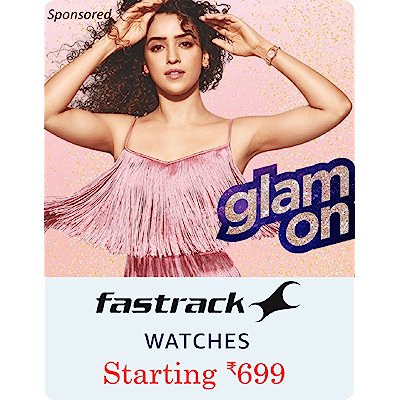 Sponsored
glam
on
fastrack
WATCHES
Starting ₹699